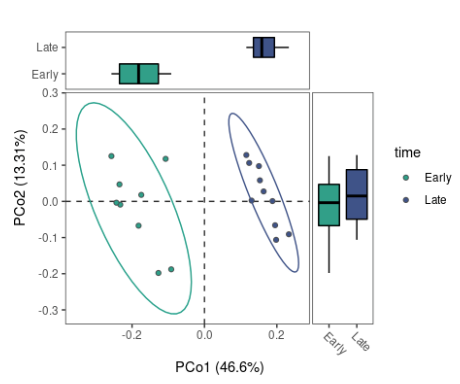 Late
Early
0.3
0.2
0.1
0.0
-0.1
-0.2
-0.3
PCo2 (13.31%)
-0.2
0.0
0.2
PCo1 (46.6%)
Early
Late
time
Early
Late